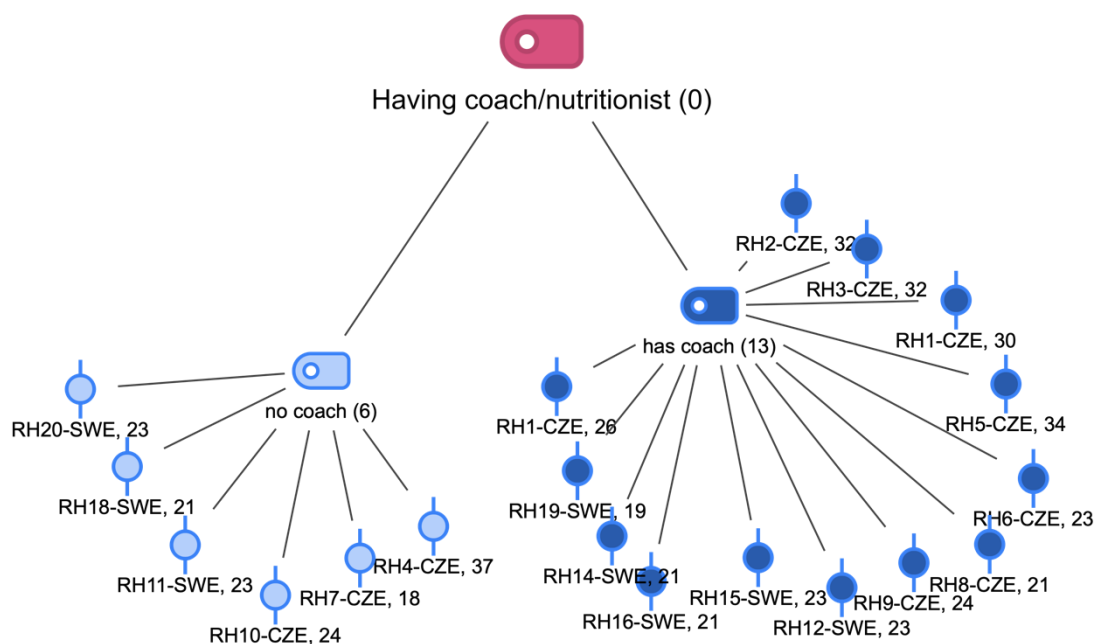 Having coach/nutritionist (0)
RH2-CZE, 32
RH3-CZE, 32
RH1-CZE, 30
has coach (13)
RH5-CZE, 34
no coach (6)
RH20-SWE, 23
RH1-CZE, 26
RH18-SWE, 21
RH19-SWE, 19
RH6-CZE, 23
RH11-SWE, 23
RH4-CZE, 37
RH14-SWE, 21
RH8-CZE, 21
RH7-CZE, 18
RH15-SWE, 23
RH9-CZE, 24
RH10-CZE, 24
RH16-SWE, 21
RH12-SWE, 23